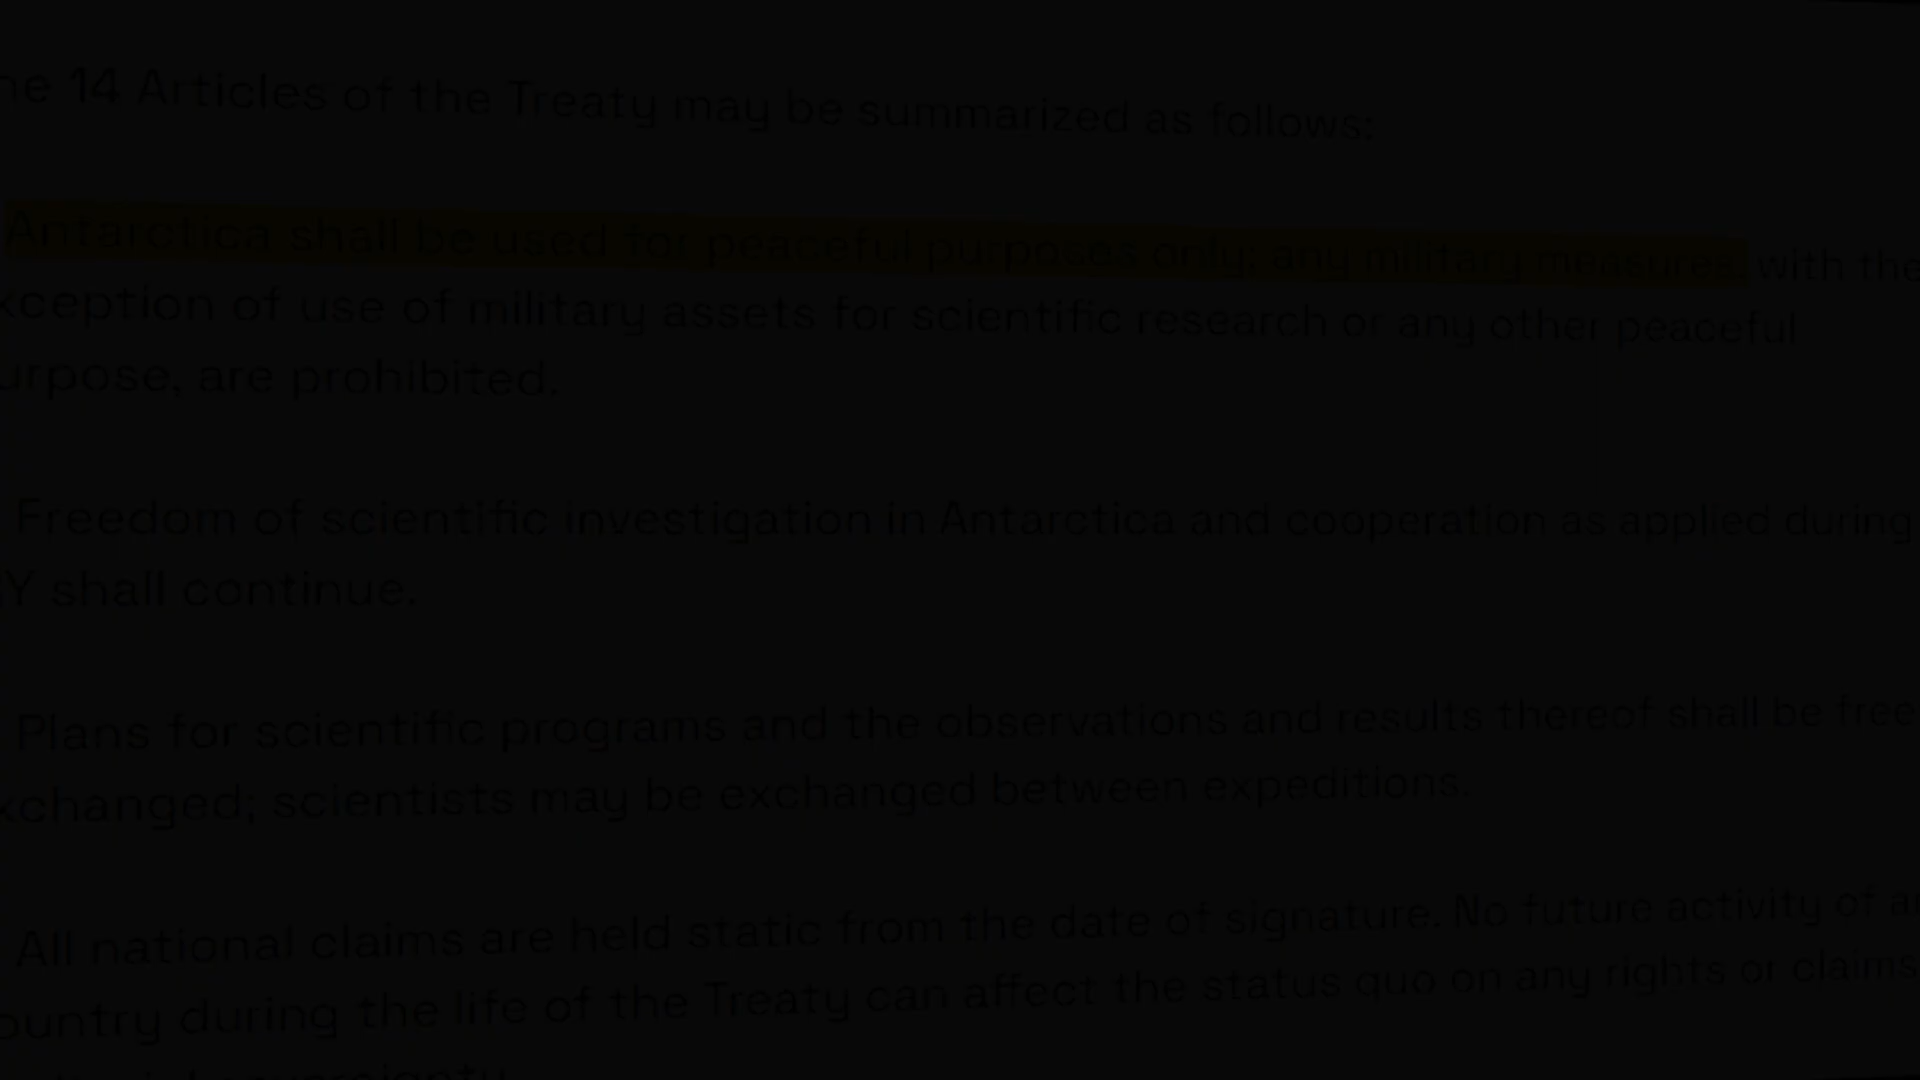 he 14 Articles of the Treaty may be summarized as follows:
Antarctica shall be used for peaceful purposes only; any military measures, with the
xception of use of military assets for scientific research or any other peaceful
urpose, are prohibited.
Freedom of scientific investigation in Antarctica and cooperation as applied during
Y shall continue.
Plans for scientific programs and the observations and results thereof shall be free
xchanged; scientists may be exchanged between expeditions.
All national claims are held static from the date of signature. No future activity of a
ountry during the life of the Treaty can affect the status quo on any rights or claims
sovereignty